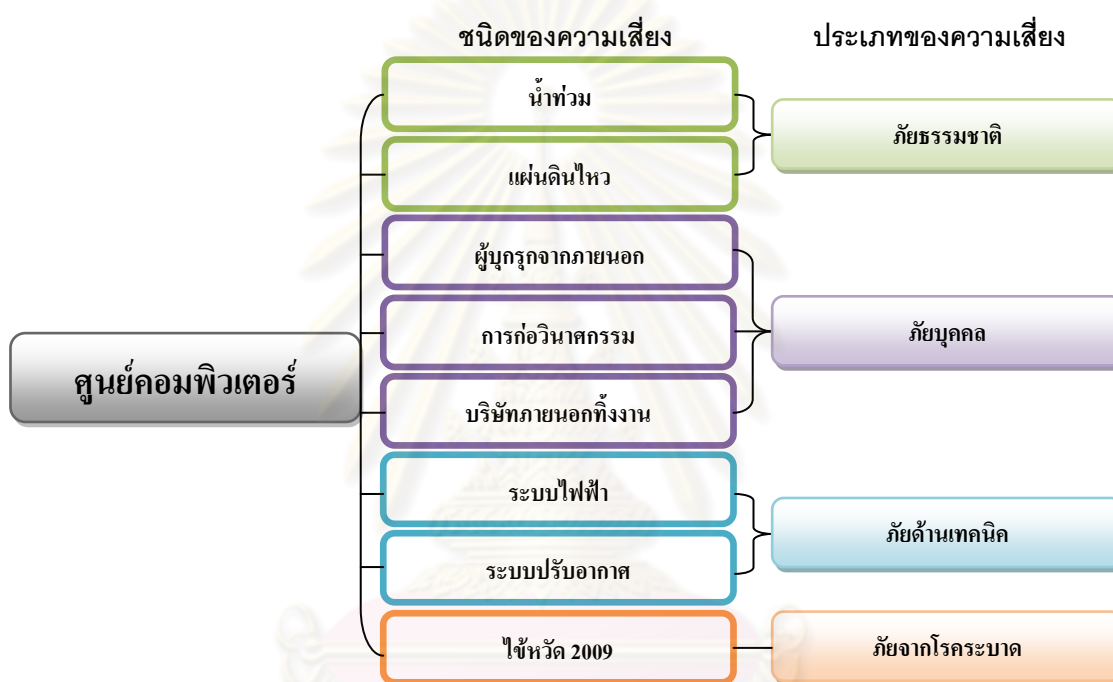 ชนิดของความเสี่ยง
ประเภทของความเสี่ยง
น้ำท่วม
ภัยธรรมชาติ
แผ่นดินไหว
ผู้บุกรุกจากภายนอก
การก่อวินาศกรรม
ภัยบุคคล
ศูนย์คอมพิวเตอร์
บริษัทภายนอกทิ้งงาน
ระบบไฟฟ้า
ภัยด้านเทคนิค
ระบบปรับอากาศ
ไข้หวัด 2009
ภัยจากโรคระบาด